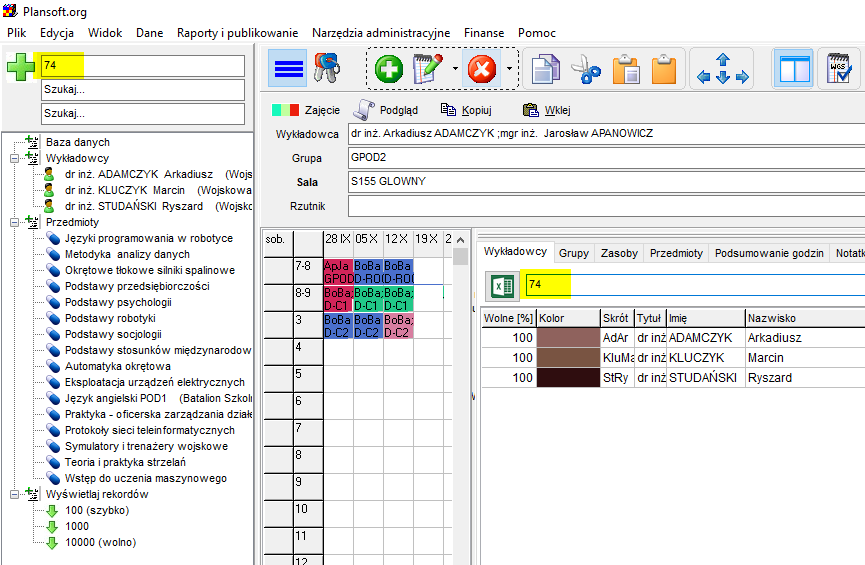 Plansoft.org
Plik Edycja Widok Dane Raporty i publikowanie Narzędzia administracyjne Finanse Pomoc
74
Szukaj...
Szukaj...
Baza danych
Wykładowcy
dr inż. ADAMCZYK Arkadiusz (Wojsk
dr inż. KLUCZYK Marcin (Wojskowa
dr inż. STUDAŃSKI Ryszard (Wojsko
Przedmioty
Języki programowania w robotyce
Metodyka analizy danych
Okrętowe tłokowe silniki spalinowe
Podstawy przedsiębiorczości
Podstawy psychologii
Podstawy robotyki
Podstawy socjologii
Podstawy stosunków międzynarodow
Automatyka okrętowa
Eksploatacja urządzeń elektrycznych
Język angielski POD1 (Batalion Szkoln
Praktyka - oficerska zarządzania działe
Protokoły sieci teleinformatycznych
Symulatory i trenażery wojskowe
Teoria i praktyka strzelań
Wstęp do uczenia maszynowego
Wyświetlaj rekordów
100 (szybko)
1000
10000 (wolno)
WGS
Zajęcie Podgląd Kopiuj Wklej
Wykładowca dr inż. Arkadiusz ADAMCZYK ;mgr inż. Jarosław APANOWICZ
Grupa GPOD2
Sala S155 GLOWNY
Rzutnik
sob. 28 IX 05 X 12 X 19 X 2
7-8 ApJa BoBa BoBa
GPOD D-RO D-RO
8-9 BoBa; BoBa; BoBa;
D-C1 D-C1 D-C1
3 BoBa BoBa BoBa;
D-C2 D-C2 D-C2
4
5
6
7
8
9
10
11
12
Wykładowcy Grupy Zasoby Przedmioty Podsumowanie godzin Notatk
74
Wolne [%] Kolor Skrót Tytuł Imię Nazwisko
100 AdAr dr inż ADAMCZYK Arkadiusz
100 KluMa dr inż KLUCZYK Marcin
100 StRy dr inż STUDAŃSKI Ryszard